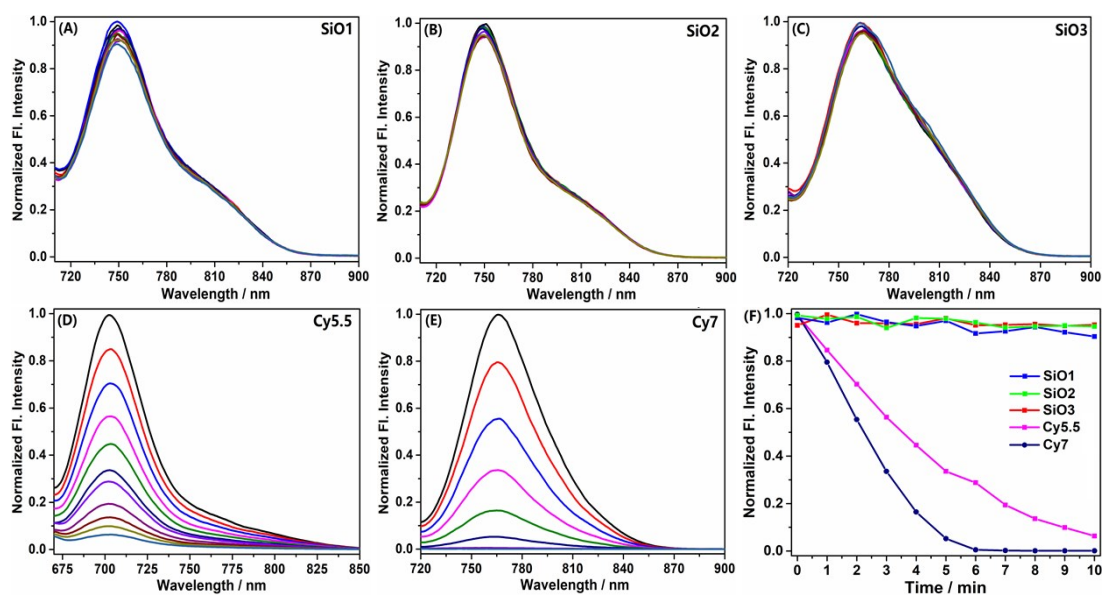 (A) SiO1
Normalized Fl. Intensity
1.0
0.8
0.6
0.4
0.2
0.0
720 750 780 810 840 870 900
Wavelength / nm
(B) SiO2
Normalized Fl. Intensity
1.0
0.8
0.6
0.4
0.2
0.0
720 750 780 810 840 870 900
Wavelength / nm
(C) SiO3
Normalized Fl. Intensity
1.0
0.8
0.6
0.4
0.2
0.0
720 750 780 810 840 870 900
Wavelength / nm
(D) Cy5.5
Normalized Fl. Intensity
1.0
0.8
0.6
0.4
0.2
0.0
675 700 725 750 775 800 825 850
Wavelength / nm
(E) Cy7
Normalized Fl. Intensity
1.0
0.8
0.6
0.4
0.2
0.0
720 750 780 810 840 870 900
Wavelength / nm
(F)
Normalized Fl. Intensity
1.0
0.8
0.6
0.4
0.2
0.0
SiO1
SiO2
SiO3
Cy5.5
Cy7
0 1 2 3 4 5 6 7 8 9 10
Time / min